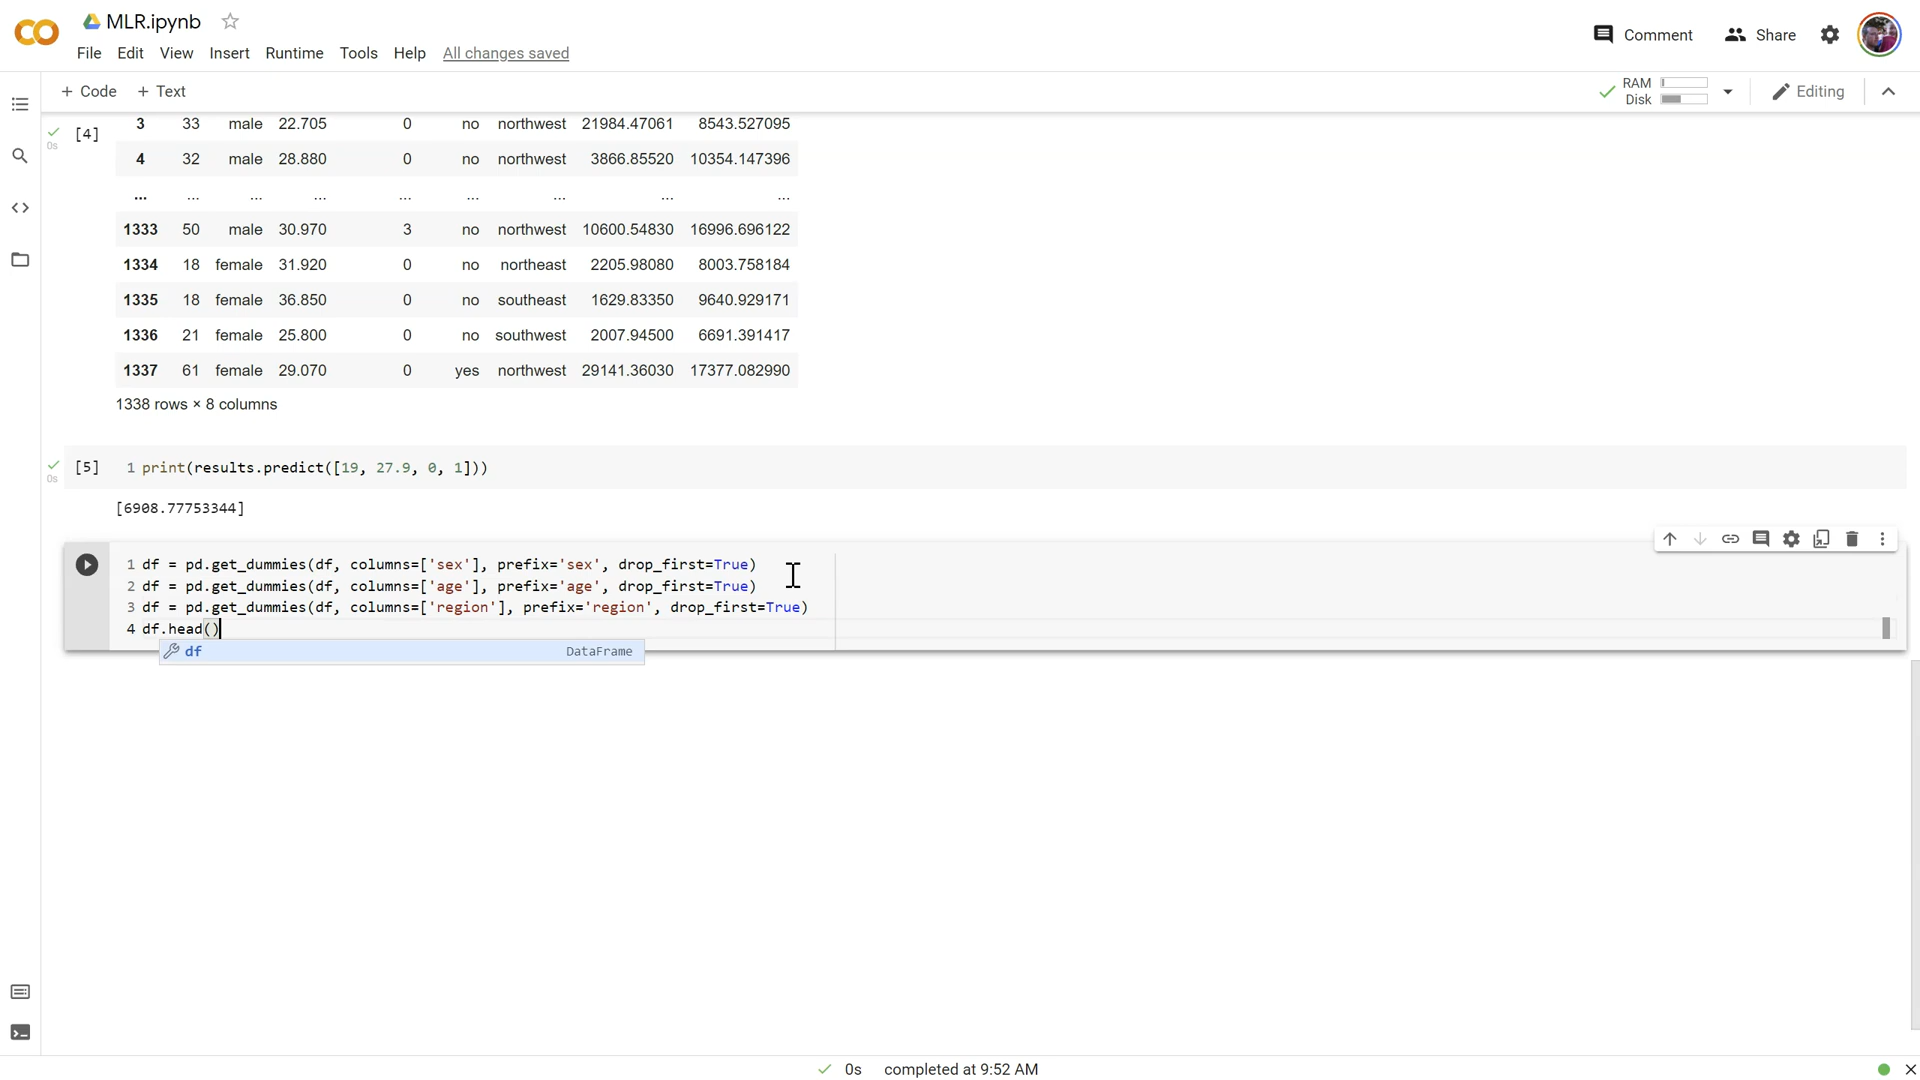 MLR.ipynb
File Edit View Insert Runtime Tools Help All changes saved
Comment Share
+ Code + Text
RAM
Disk
Editing
[4]
0s
3 33 male 22.705 0 no northwest 21984.47061 8543.527095
4 32 male 28.880 0 no northwest 3866.85520 10354.147396
... ... ... ... ... ... ... ... ...
1333 50 male 30.970 3 no northwest 10600.54830 16996.696122
1334 18 female 31.920 0 no northeast 2205.98080 8003.758184
1335 18 female 36.850 0 no southeast 1629.83350 9640.929171
1336 21 female 25.800 0 no southwest 2007.94500 6691.391417
1337 61 female 29.070 0 yes northwest 29141.36030 17377.082990
1338 rows × 8 columns
[5] 1 print(results.predict([19, 27.9, 0, 1]))
0s
[6908.77753344]
1 df = pd.get_dummies(df, columns=['sex'], prefix='sex', drop_first=True)
2 df = pd.get_dummies(df, columns=['age'], prefix='age', drop_first=True)
3 df = pd.get_dummies(df, columns=['region'], prefix='region', drop_first=True)
4 df.head()
df DataFrame
0s completed at 9:52 AM